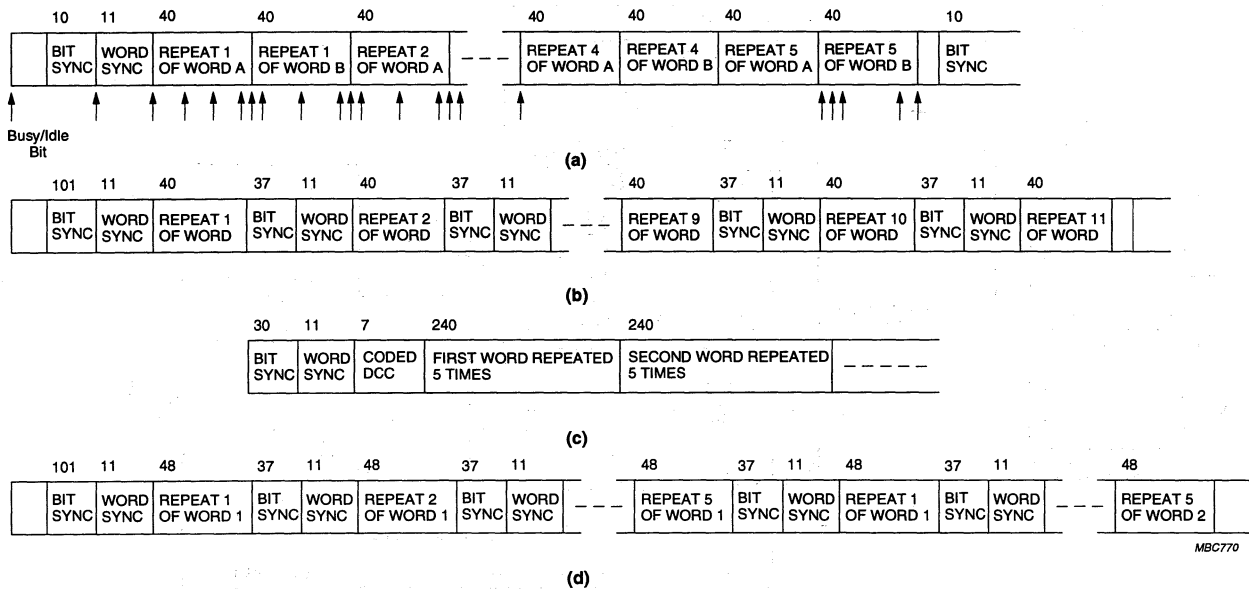 10 11 40 40 40 40 40 40 40 10
BIT SYNC WORD SYNC REPEAT 1 OF WORD A REPEAT 1 OF WORD B REPEAT 2 OF WORD A REPEAT 4 OF WORD A REPEAT 4 OF WORD B REPEAT 5 OF WORD A REPEAT 5 OF WORD B BIT SYNC
Busy/Idle
Bit
(a)
101 11 40 37 11 40 37 11 40 37 11 40 37 11 40
BIT SYNC WORD SYNC REPEAT 1 OF WORD BIT SYNC WORD SYNC REPEAT 2 OF WORD BIT SYNC WORD SYNC REPEAT 9 OF WORD BIT SYNC WORD SYNC REPEAT 10 OF WORD BIT SYNC WORD SYNC REPEAT 11 OF WORD
(b)
30 11 7 240 240
BIT SYNC WORD SYNC CODED DCC FIRST WORD REPEATED 5 TIMES SECOND WORD REPEATED 5 TIMES
(c)
101 11 48 37 11 48 37 11 48 37 11 48 37 11 48
BIT SYNC WORD SYNC REPEAT 1 OF WORD 1 BIT SYNC WORD SYNC REPEAT 2 OF WORD 1 BIT SYNC WORD SYNC REPEAT 5 OF WORD 1 BIT SYNC WORD SYNC REPEAT 1 OF WORD 1 BIT SYNC WORD SYNC REPEAT 5 OF WORD 2
MBC770
(d)